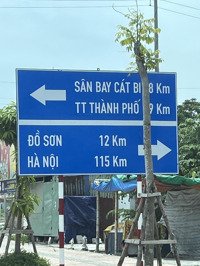 SÂN BAY CÁT BI 8 Km
TT THÀNH PHỐ 9 Km
ĐỒ SƠN 12 Km
HÀ NỘI 115 Km